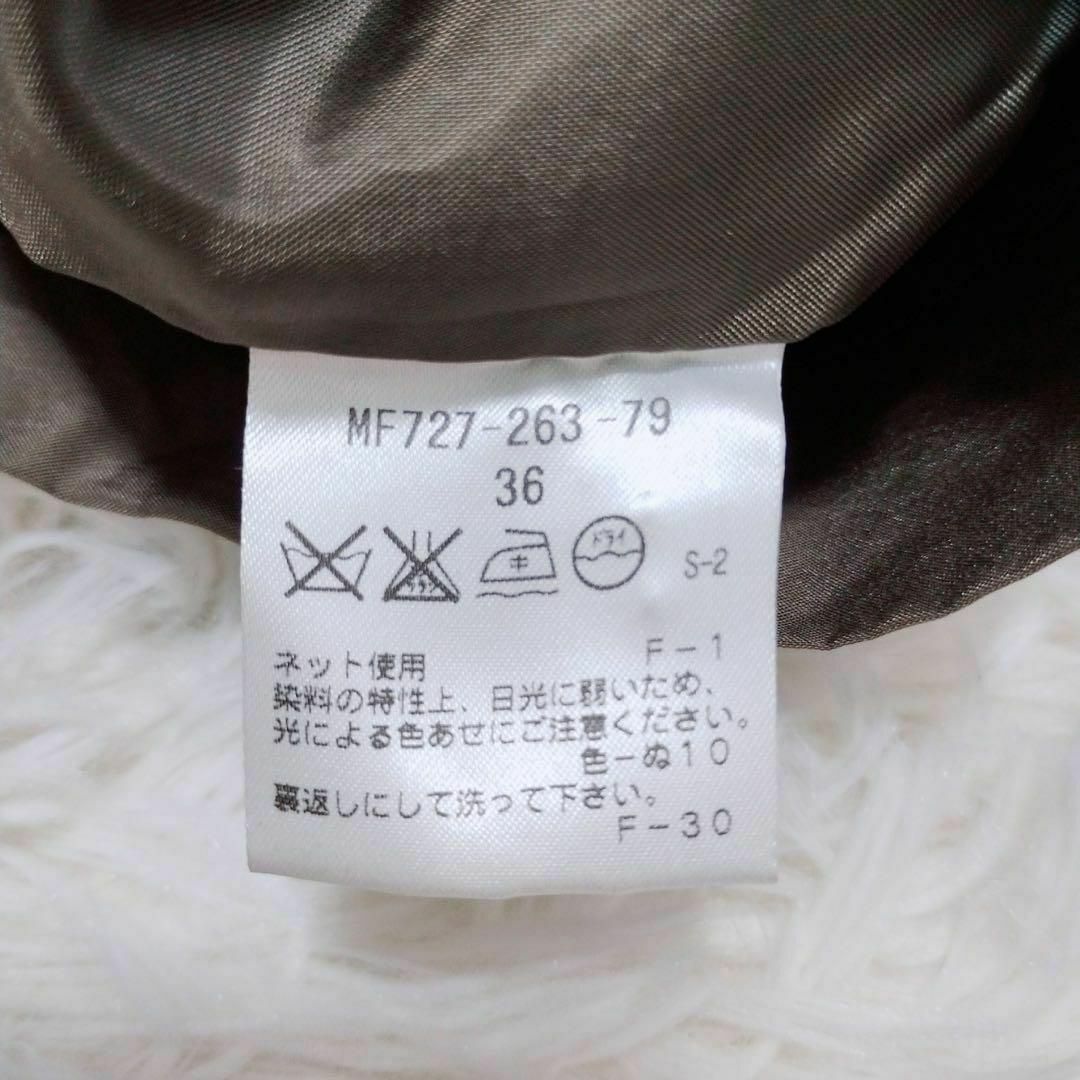 MF727-263-79
36
ドライ S-2
ネット使用 F-1
染料の特性上、日光に弱いため、
光による色あせにご注意ください。
色-ぬ10
裏返しにして洗って下さい。
F-30